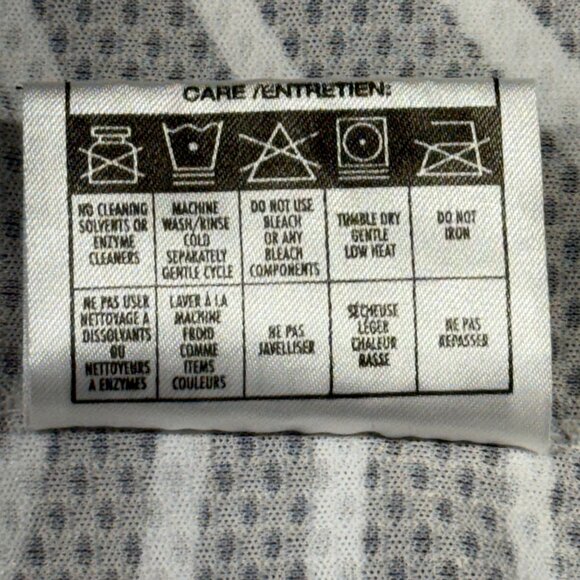 CARE /ENTRETIEN:
NO CLEANING
SOLVENTS OR
ENZYME
CLEANERS
MACHINE
WASH/RINSE
COLD
SEPARATELY
GENTLE CYCLE
DO NOT USE
BLEACH
OR ANY
BLEACH
COMPONENTS
TUMBLE DRY
GENTLE
LOW HEAT
DO NOT
IRON
NE PAS USER
NETTOYAGE A
DISSOLVANTS
OU
NETTOYEURS
A ENZYMES
LAVER À LA
MACHINE
FROID
COMME
ITEMS
COULEURS
NE PAS
JAVELLISER
SÉCHEUSE
LÉGER
CHALEUR
BASSE
NE PAS
REPASSER